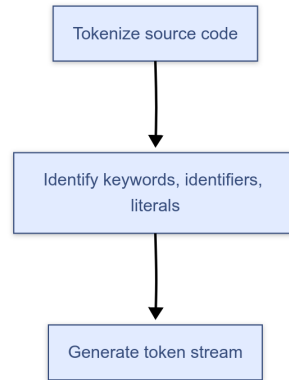 Tokenize source code
Identify keywords, identifiers,
literals
Generate token stream